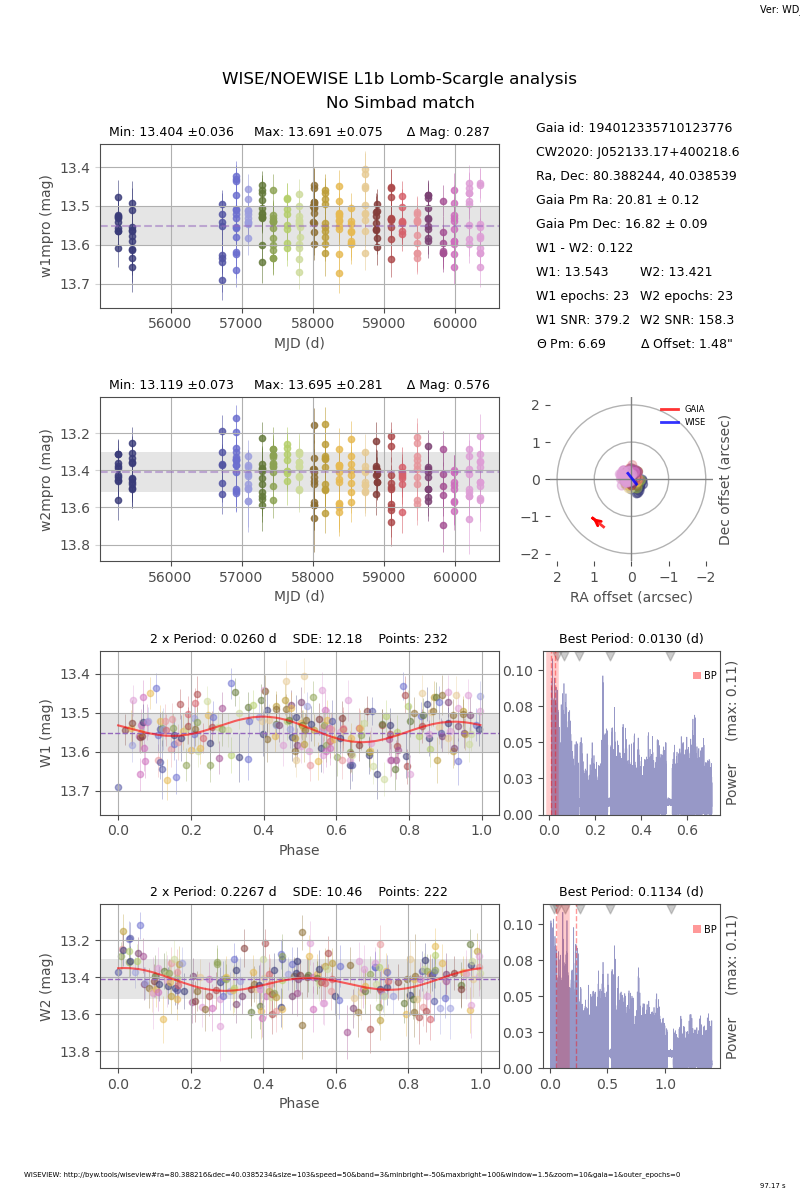 Ver: WD_
WISE/NOEWISE L1b Lomb-Scargle analysis
No Simbad match
Min: 13.404 ±0.036 Max: 13.691 ±0.075 Δ Mag: 0.287
13.4
13.5
13.6
13.7
w1mpro (mag)
56000 57000 58000 59000 60000
MJD (d)
Gaia id: 194012335710123776
CW2020: J052133.17+400218.6
Ra, Dec: 80.388244, 40.038539
Gaia Pm Ra: 20.81 ± 0.12
Gaia Pm Dec: 16.82 ± 0.09
W1 - W2: 0.122
W1: 13.543 W2: 13.421
W1 epochs: 23 W2 epochs: 23
W1 SNR: 379.2 W2 SNR: 158.3
Θ Pm: 6.69 Δ Offset: 1.48"
Min: 13.119 ±0.073 Max: 13.695 ±0.281 Δ Mag: 0.576
13.2
13.4
13.6
13.8
w2mpro (mag)
56000 57000 58000 59000 60000
MJD (d)
GAIA
WISE
2
1
0
−1
−2
Dec offset (arcsec)
2 1 0 −1 −2
RA offset (arcsec)
2 x Period: 0.0260 d SDE: 12.18 Points: 232
13.4
13.5
13.6
13.7
W1 (mag)
0.0 0.2 0.4 0.6 0.8 1.0
Phase
Best Period: 0.0130 (d)
BP
0.10
0.08
0.05
0.03
0.00
Power (max: 0.11)
0.0 0.2 0.4 0.6
2 x Period: 0.2267 d SDE: 10.46 Points: 222
13.2
13.4
13.6
13.8
W2 (mag)
0.0 0.2 0.4 0.6 0.8 1.0
Phase
Best Period: 0.1134 (d)
BP
0.10
0.08
0.05
0.03
0.00
Power (max: 0.11)
0.0 0.5 1.0
WISEVIEW: http://byw.tools/wiseview#ra=80.388216&dec=40.0385234&size=103&speed=50&band=3&minbright=-50&maxbright=100&window=1.5&zoom=10&gaia=1&outer_epochs=0
97.17 s